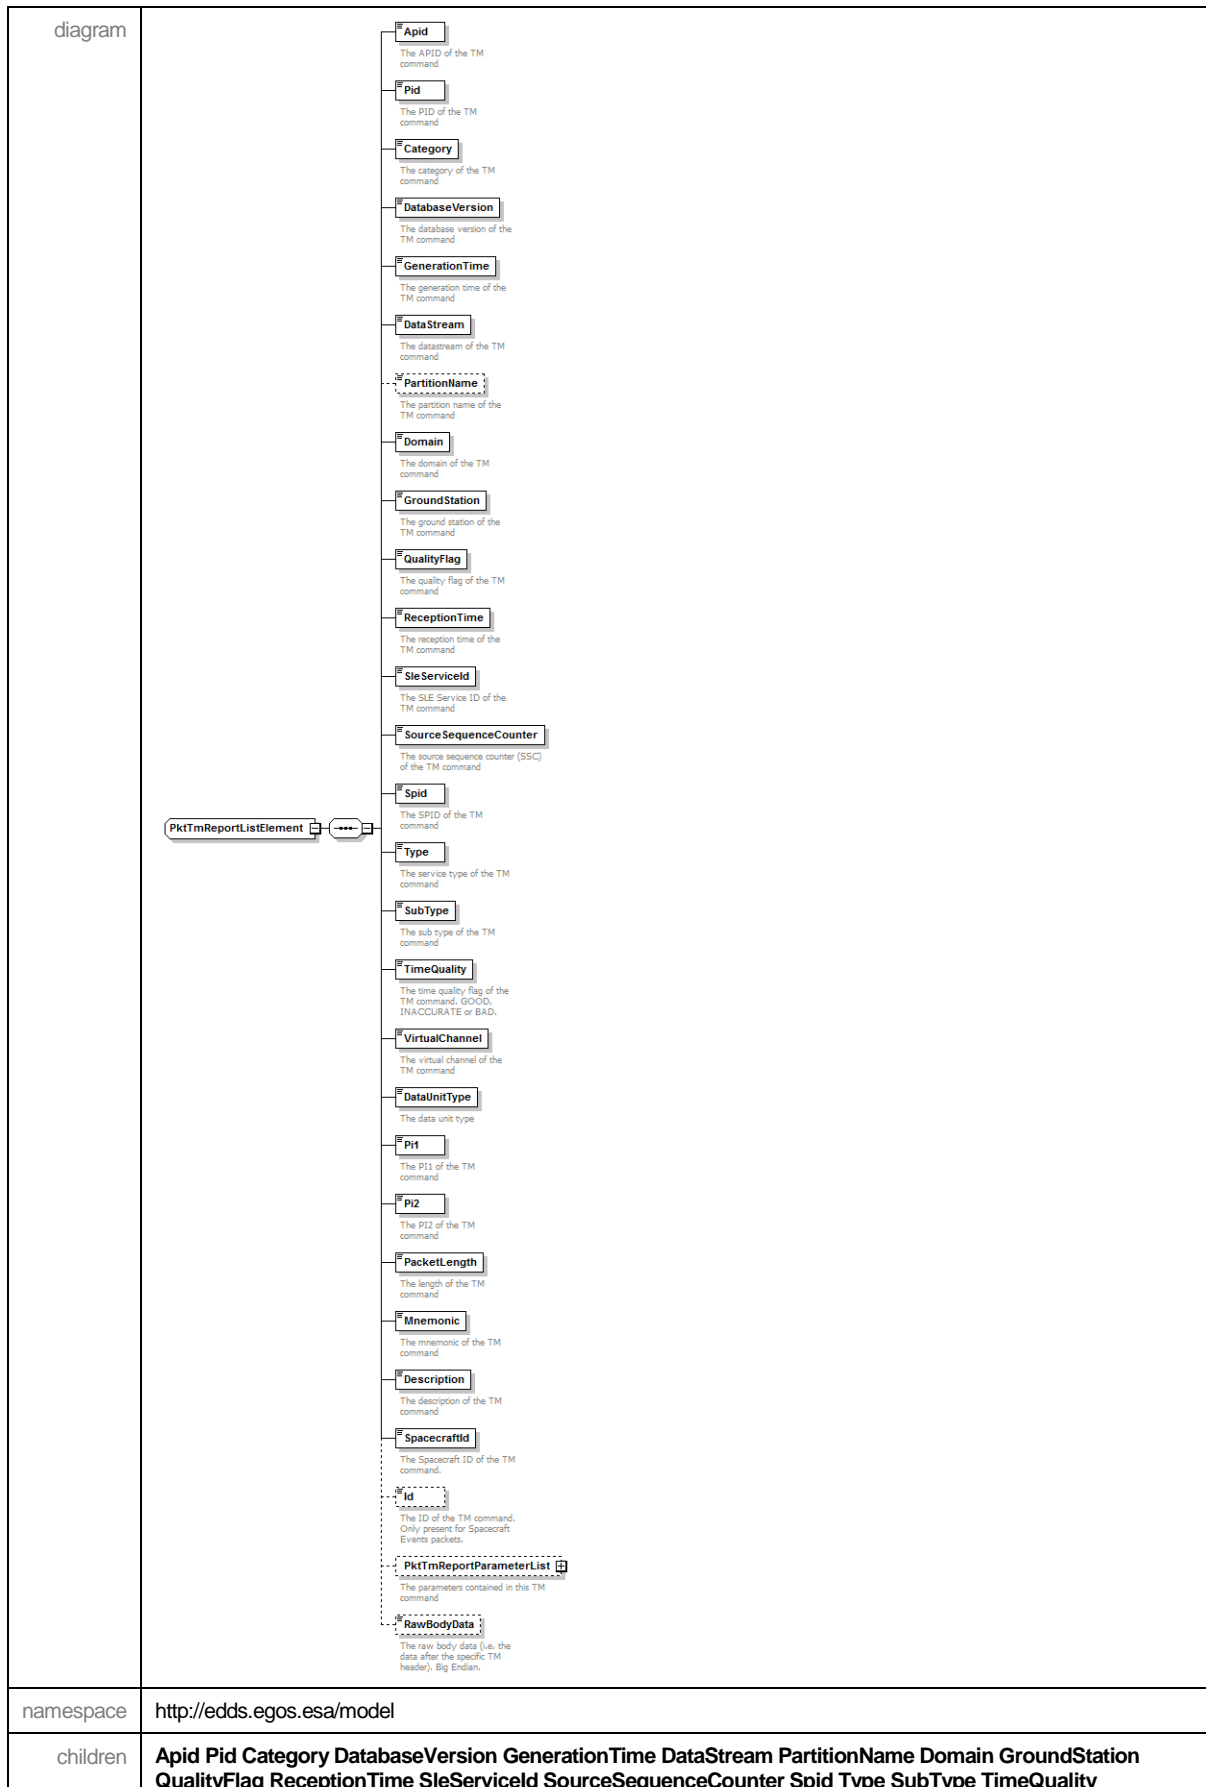 diagram
Apid
The APID of the TM
command
Pid
The PID of the TM
command
Category
The category of the TM
command
DatabaseVersion
The database version of the
TM command
GenerationTime
The generation time of the
TM command
DataStream
The datastream of the TM
command
PartitionName
The partition name of the
TM command
Domain
The domain of the TM
command
GroundStation
The ground station of the
TM command
QualityFlag
The quality flag of the TM
command
ReceptionTime
The reception time of the
TM command
SleServiceId
The SLE Service ID of the
TM command
SourceSequenceCounter
The source sequence counter (SSC)
of the TM command
Spid
The SPID of the TM
command
PktTmReportListElement
Type
The service type of the TM
command
SubType
The sub type of the TM
command
TimeQuality
The time quality flag of the
TM command. GOOD,
INACCURATE or BAD.
VirtualChannel
The virtual channel of the
TM command
DataUnitType
The data unit type
Pi1
The PI1 of the TM
command
Pi2
The PI2 of the TM
command
PacketLength
The length of the TM
command
Mnemonic
The mnemonic of the TM
command
Description
The description of the TM
command
SpacecraftId
The Spacecraft ID of the TM
command.
Id
The ID of the TM command.
Only present for Spacecraft
Events packets.
PktTmReportParameterList
The parameters contained in this TM
command
RawBodyData
The raw body data (i.e. the
data after the specific TM
header). Big Endian.
namespace http://edds.egos.esa/model
children Apid Pid Category DatabaseVersion GenerationTime DataStream PartitionName Domain GroundStation
QualityFlag ReceptionTime SleServiceId SourceSequenceCounter Spid Type SubType TimeQuality